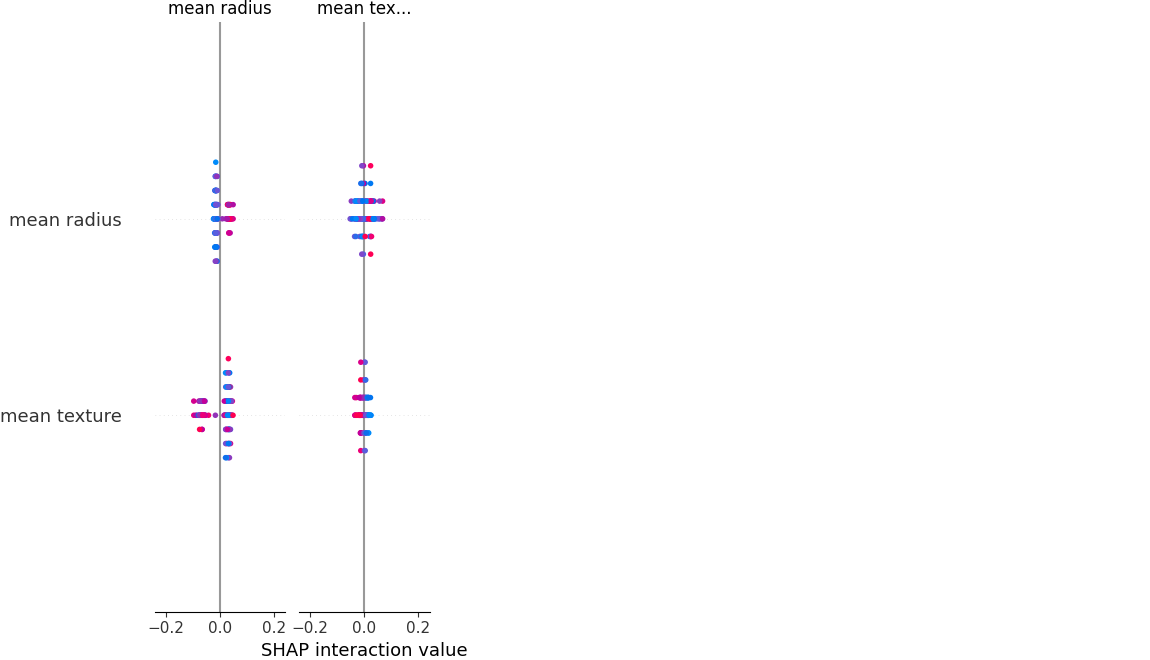 mean radius mean tex...
mean radius
mean texture
−0.2 0.0 0.2 −0.2 0.0 0.2
SHAP interaction value